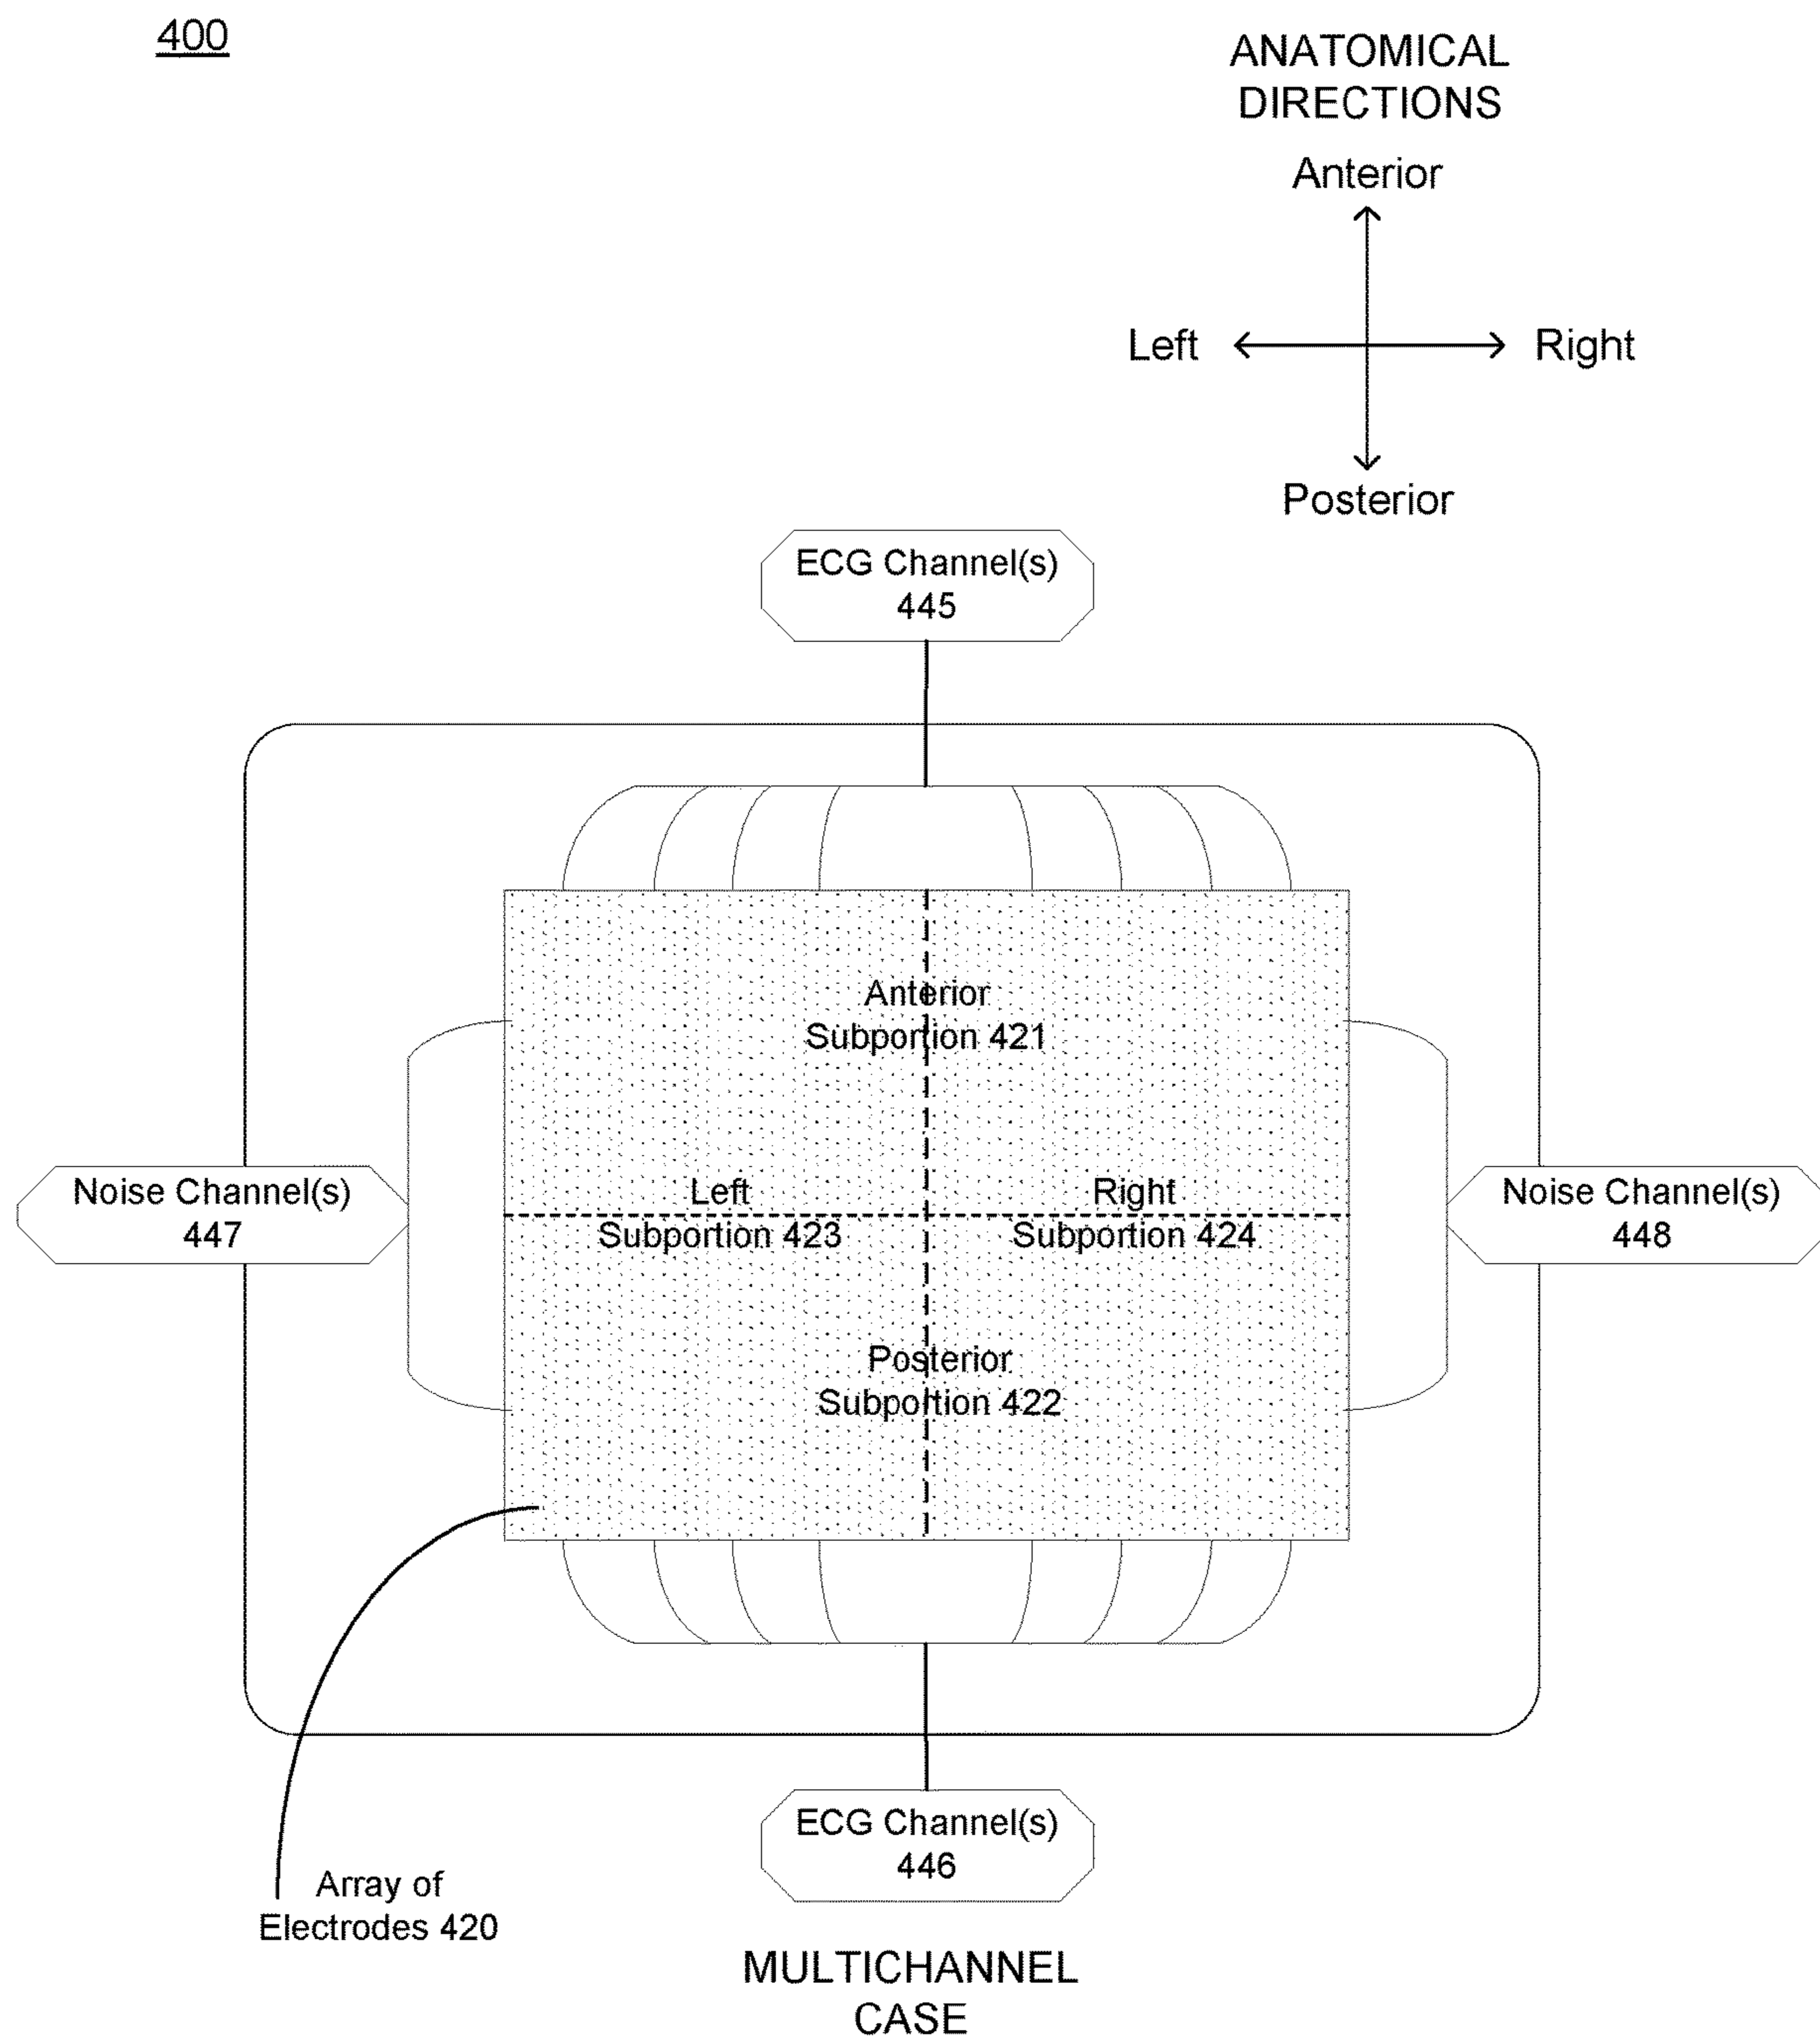 400
ANATOMICAL
DIRECTIONS
Anterior
Left
Right
Posterior
ECG Channel(s)
445
Anterior
Subportion 421
Noise Channel(s)
447
Left
Subportion 423
Right
Subportion 424
Noise Channel(s)
448
Posterior
Subportion 422
ECG Channel(s)
446
Array of
Electrodes 420
MULTICHANNEL
CASE